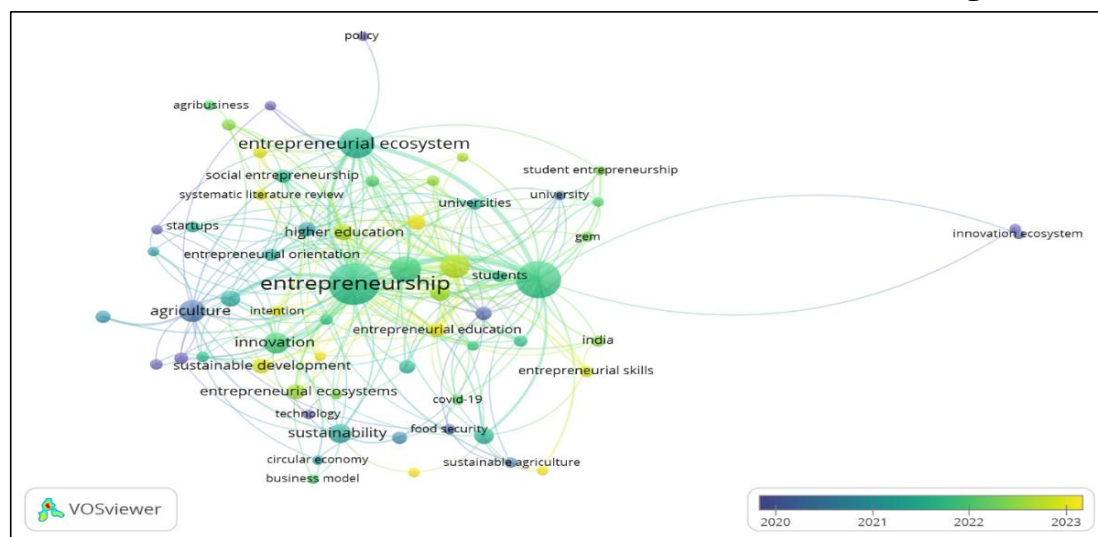 policy
agribusiness
entrepreneurial ecosystem
student entrepreneurship
social entrepreneurship
systematic literature review
university
universities
startups
higher education
gem
innovation ecosystem
entrepreneurial orientation
students
entrepreneurship
agriculture
intention
entrepreneurial education
innovation
india
sustainable development
entrepreneurial skills
entrepreneurial ecosystems
covid-19
technology
food security
sustainability
circular economy
sustainable agriculture
business model
VOSviewer
2020 2021 2022 2023